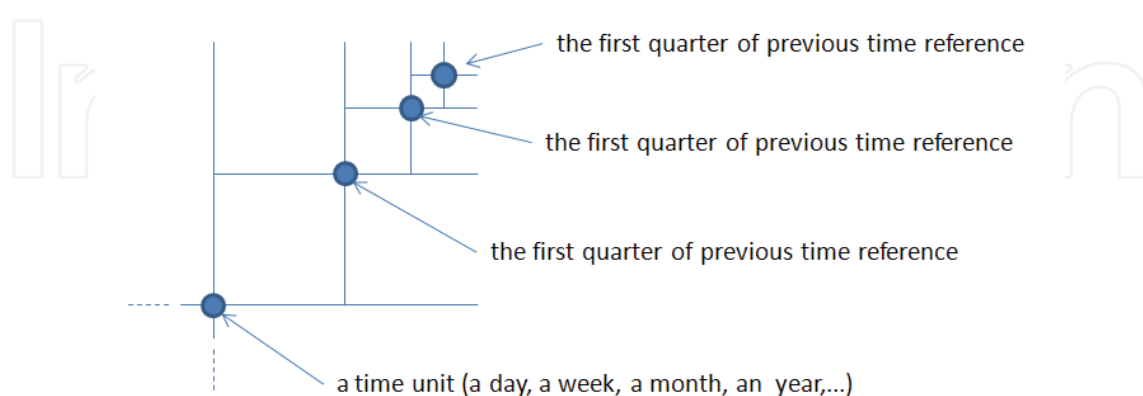 the first quarter of previous time reference
the first quarter of previous time reference
the first quarter of previous time reference
a time unit (a day, a week, a month, an  year,...)